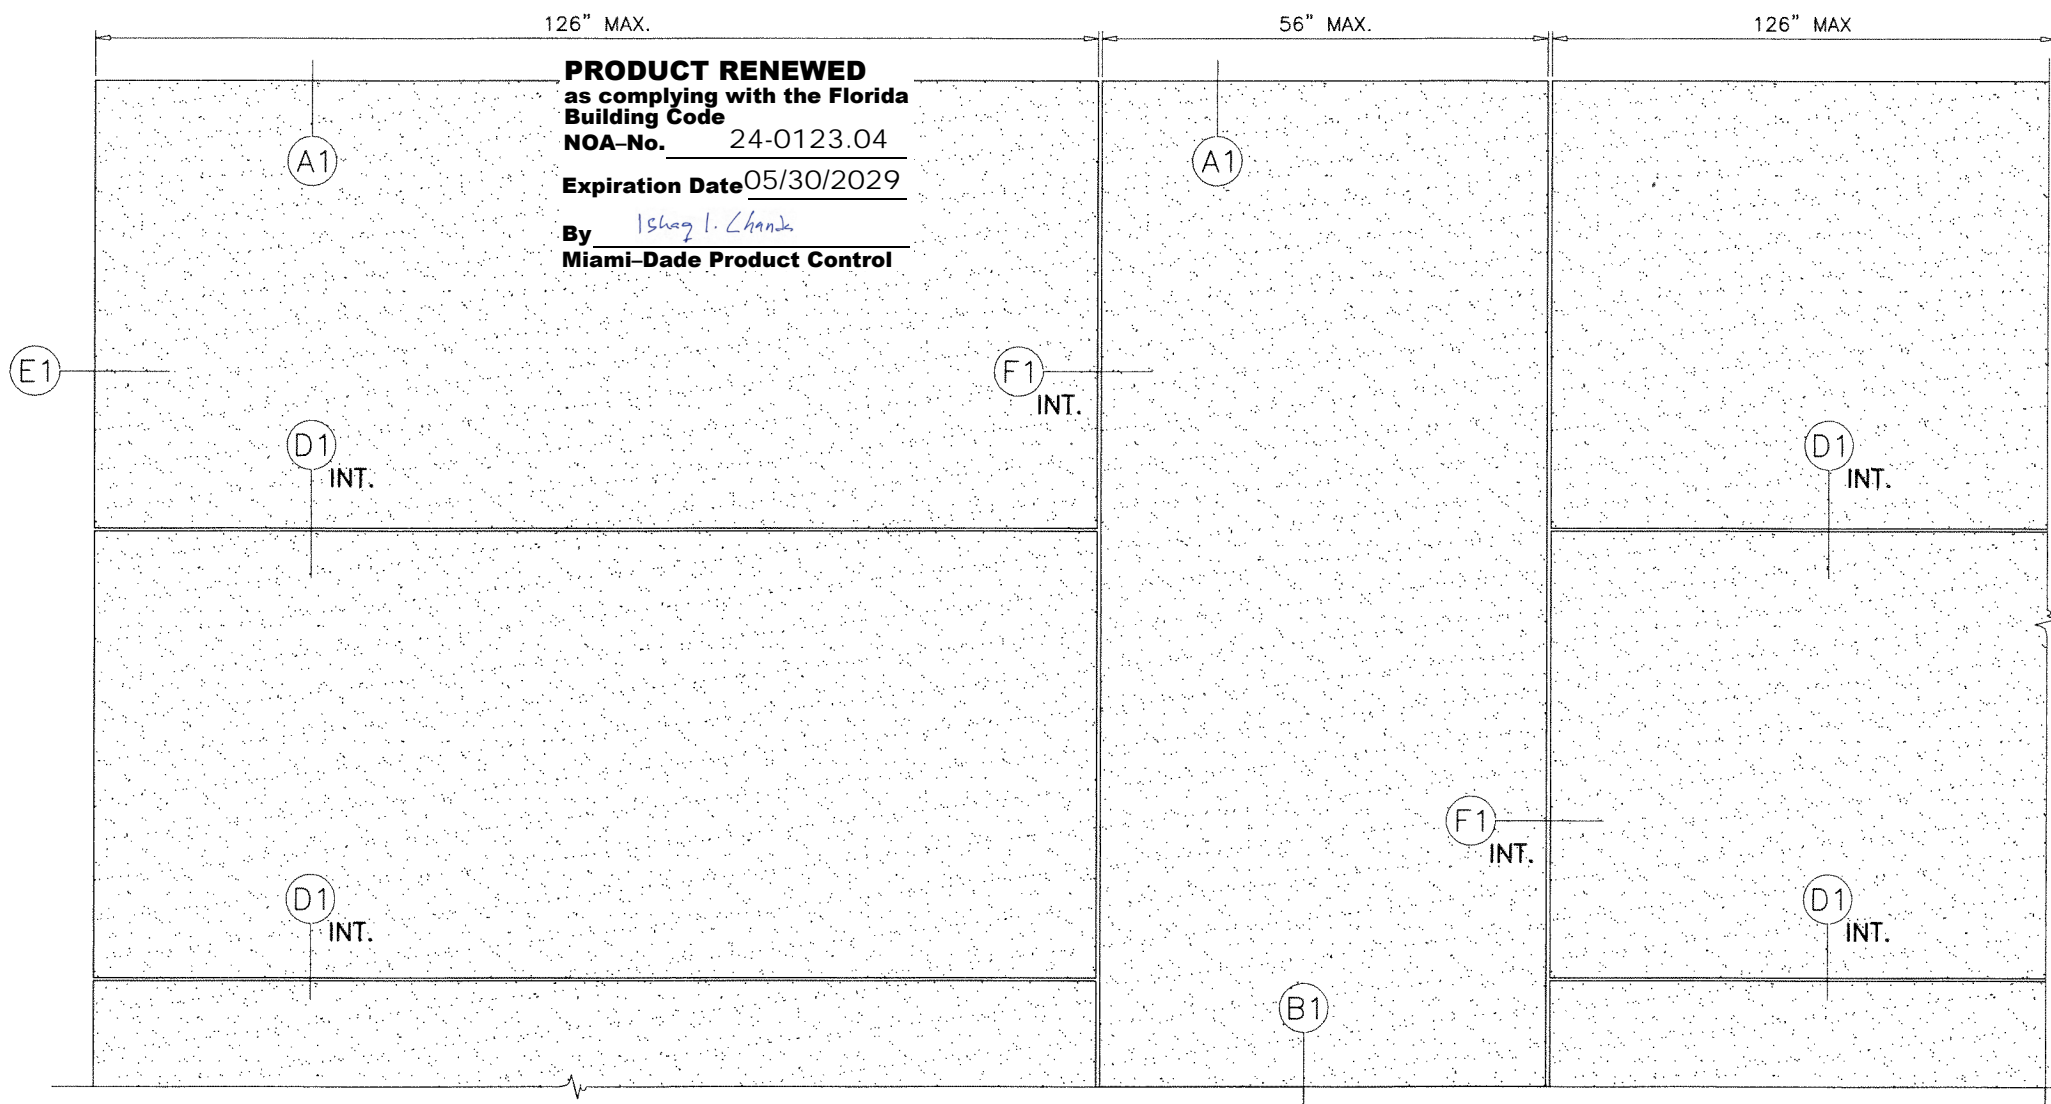 126" MAX.
56" MAX.
126" MAX
PRODUCT RENEWED
as complying with the Florida
Building Code
NOA–No. 24-0123.04
Expiration Date 05/30/2029
By Ishaq I. Chanda
Miami–Dade Product Control
A1
A1
E1
F1
INT.
D1
INT.
D1
INT.
F1
INT.
D1
INT.
D1
INT.
B1